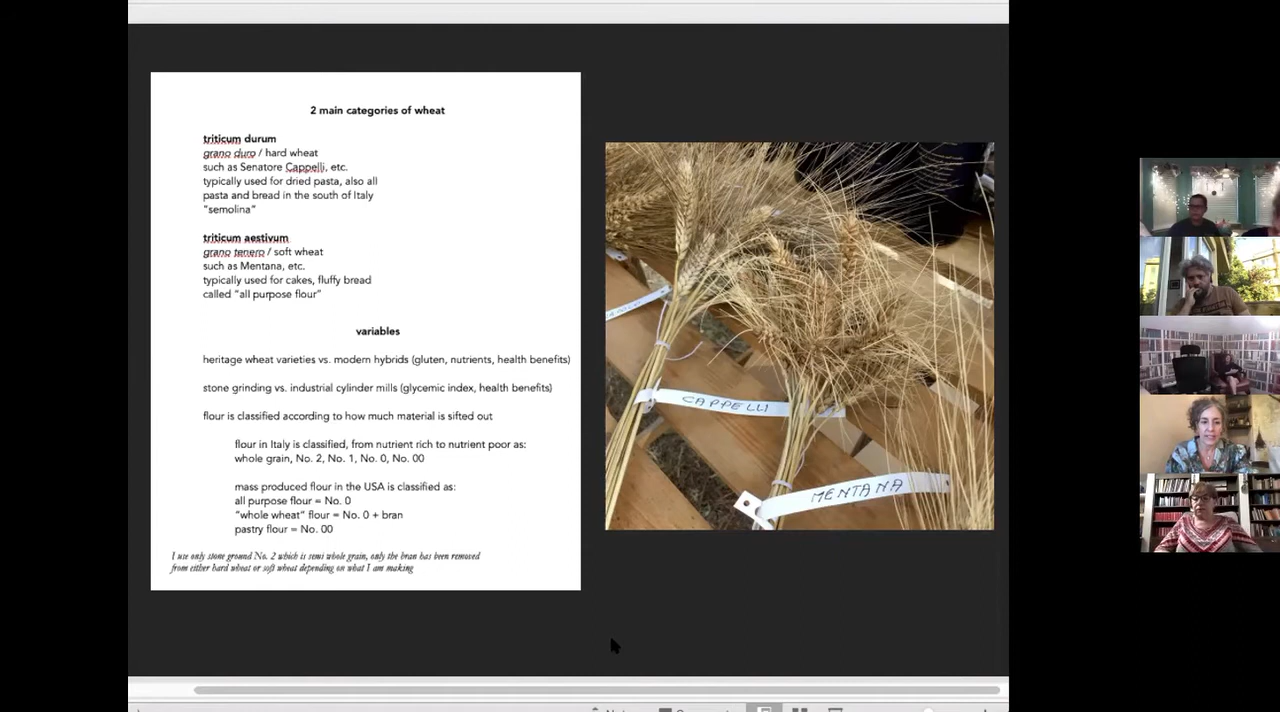 2 main categories of wheat
triticum durum
grano duro / hard wheat
such as Senatore Cappelli, etc.
typically used for dried pasta, also all
pasta and bread in the south of Italy
“semolina”
triticum aestivum
grano tenero / soft wheat
such as Mentana, etc.
typically used for cakes, fluffy bread
called “all purpose flour”
variables
heritage wheat varieties vs. modern hybrids (gluten, nutrients, health benefits)
stone grinding vs. industrial cylinder mills (glycemic index, health benefits)
flour is classified according to how much material is sifted out
flour in Italy is classified, from nutrient rich to nutrient poor as:
whole grain, No. 2, No. 1, No. 0, No. 00
mass produced flour in the USA is classified as:
all purpose flour = No. 0
“whole wheat” flour = No. 0 + bran
pastry flour = No. 00
I use only stone ground No. 2 which is semi whole grain, only the bran has been removed
from either hard wheat or soft wheat depending on what I am making
CAPPELLI
MENTANA